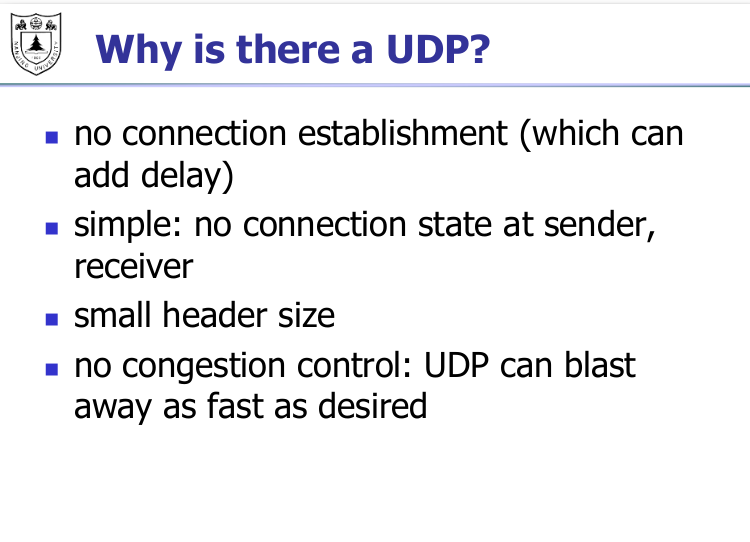 Why is there a UDP?
no connection establishment (which can
add delay)
simple: no connection state at sender,
receiver
small header size
no congestion control: UDP can blast
away as fast as desired